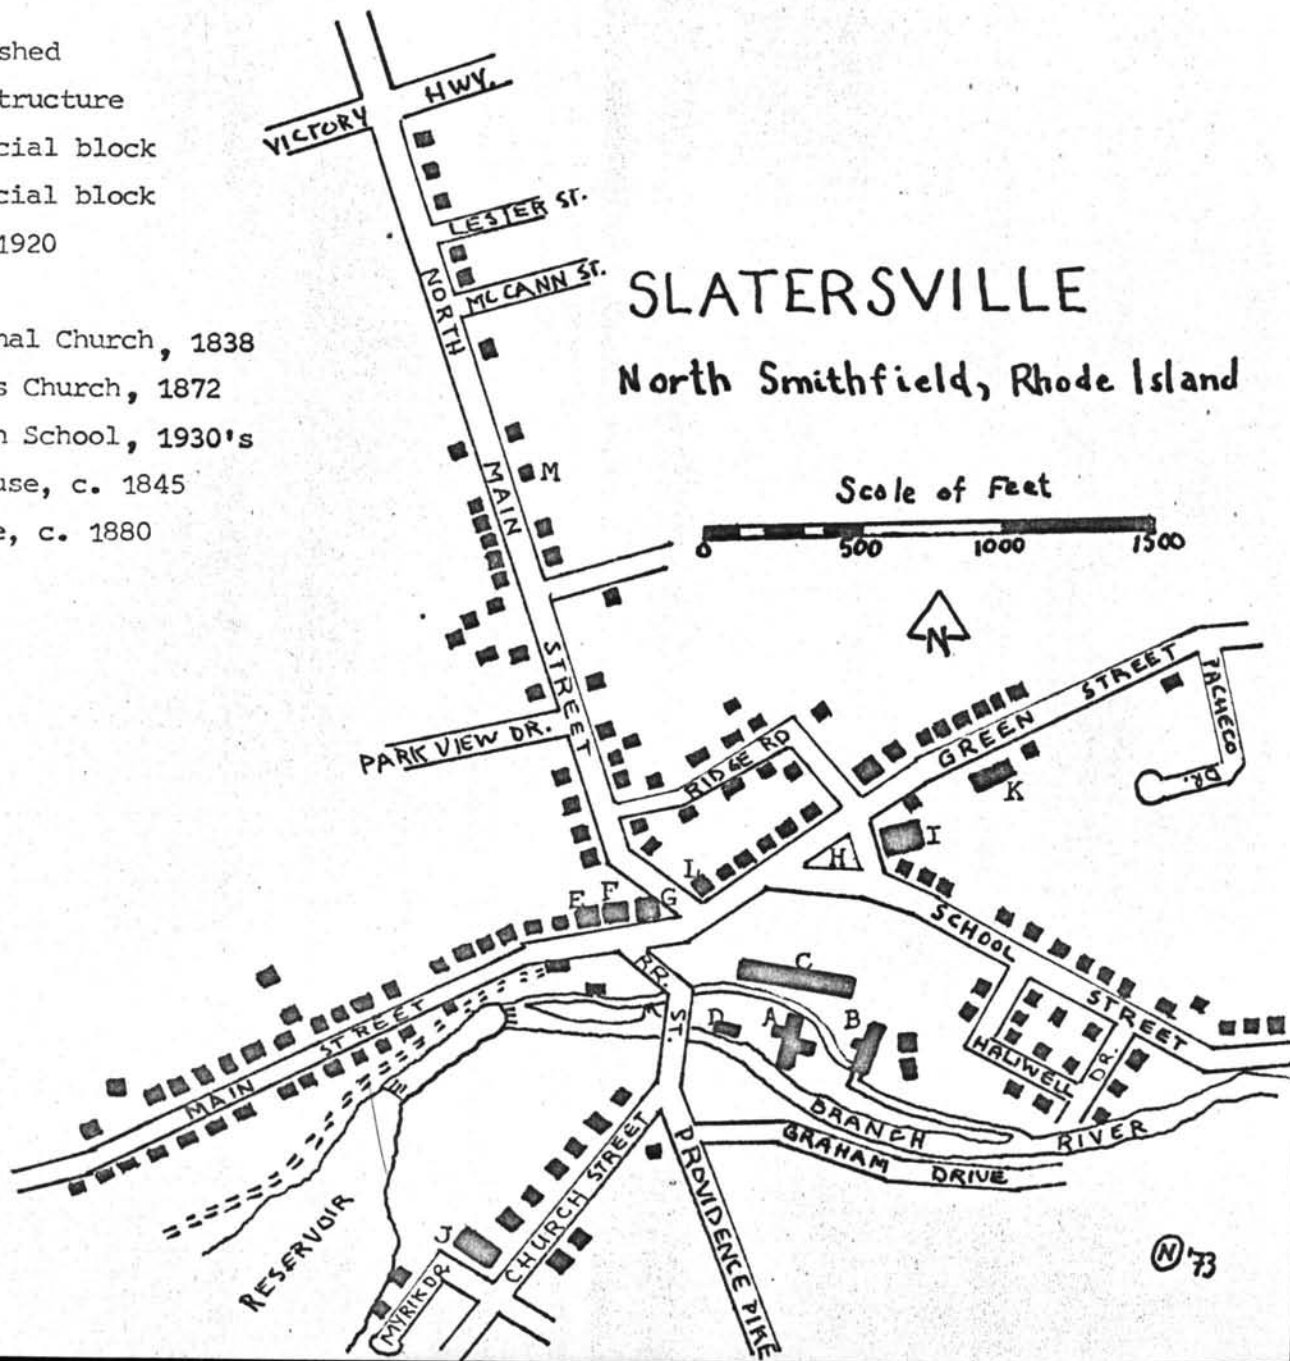 shed
tructure
cial block
cial block
1920
nal Church, 1838
s Church, 1872
n School, 1930's
use, c. 1845
e, c. 1880
SLATERSVILLE
North Smithfield, Rhode Island
Scale of Feet
0 500 1000 1500
N
VICTORY HWY.
LESTER ST.
MCCANN ST.
NORTH MAIN STREET
M
PARK VIEW DR.
RIDGE RD
GREEN STREET
PACHECO DR.
K
I
H
L
E F G
SCHOOL STREET
C
RR. ST.
D A B
HALIWELL DR.
MAIN STREET
BRANCH RIVER
GRAHAM DRIVE
CHURCH STREET
PROVIDENCE PIKE
RESERVOIR
J
MYRIK DR.
N '73